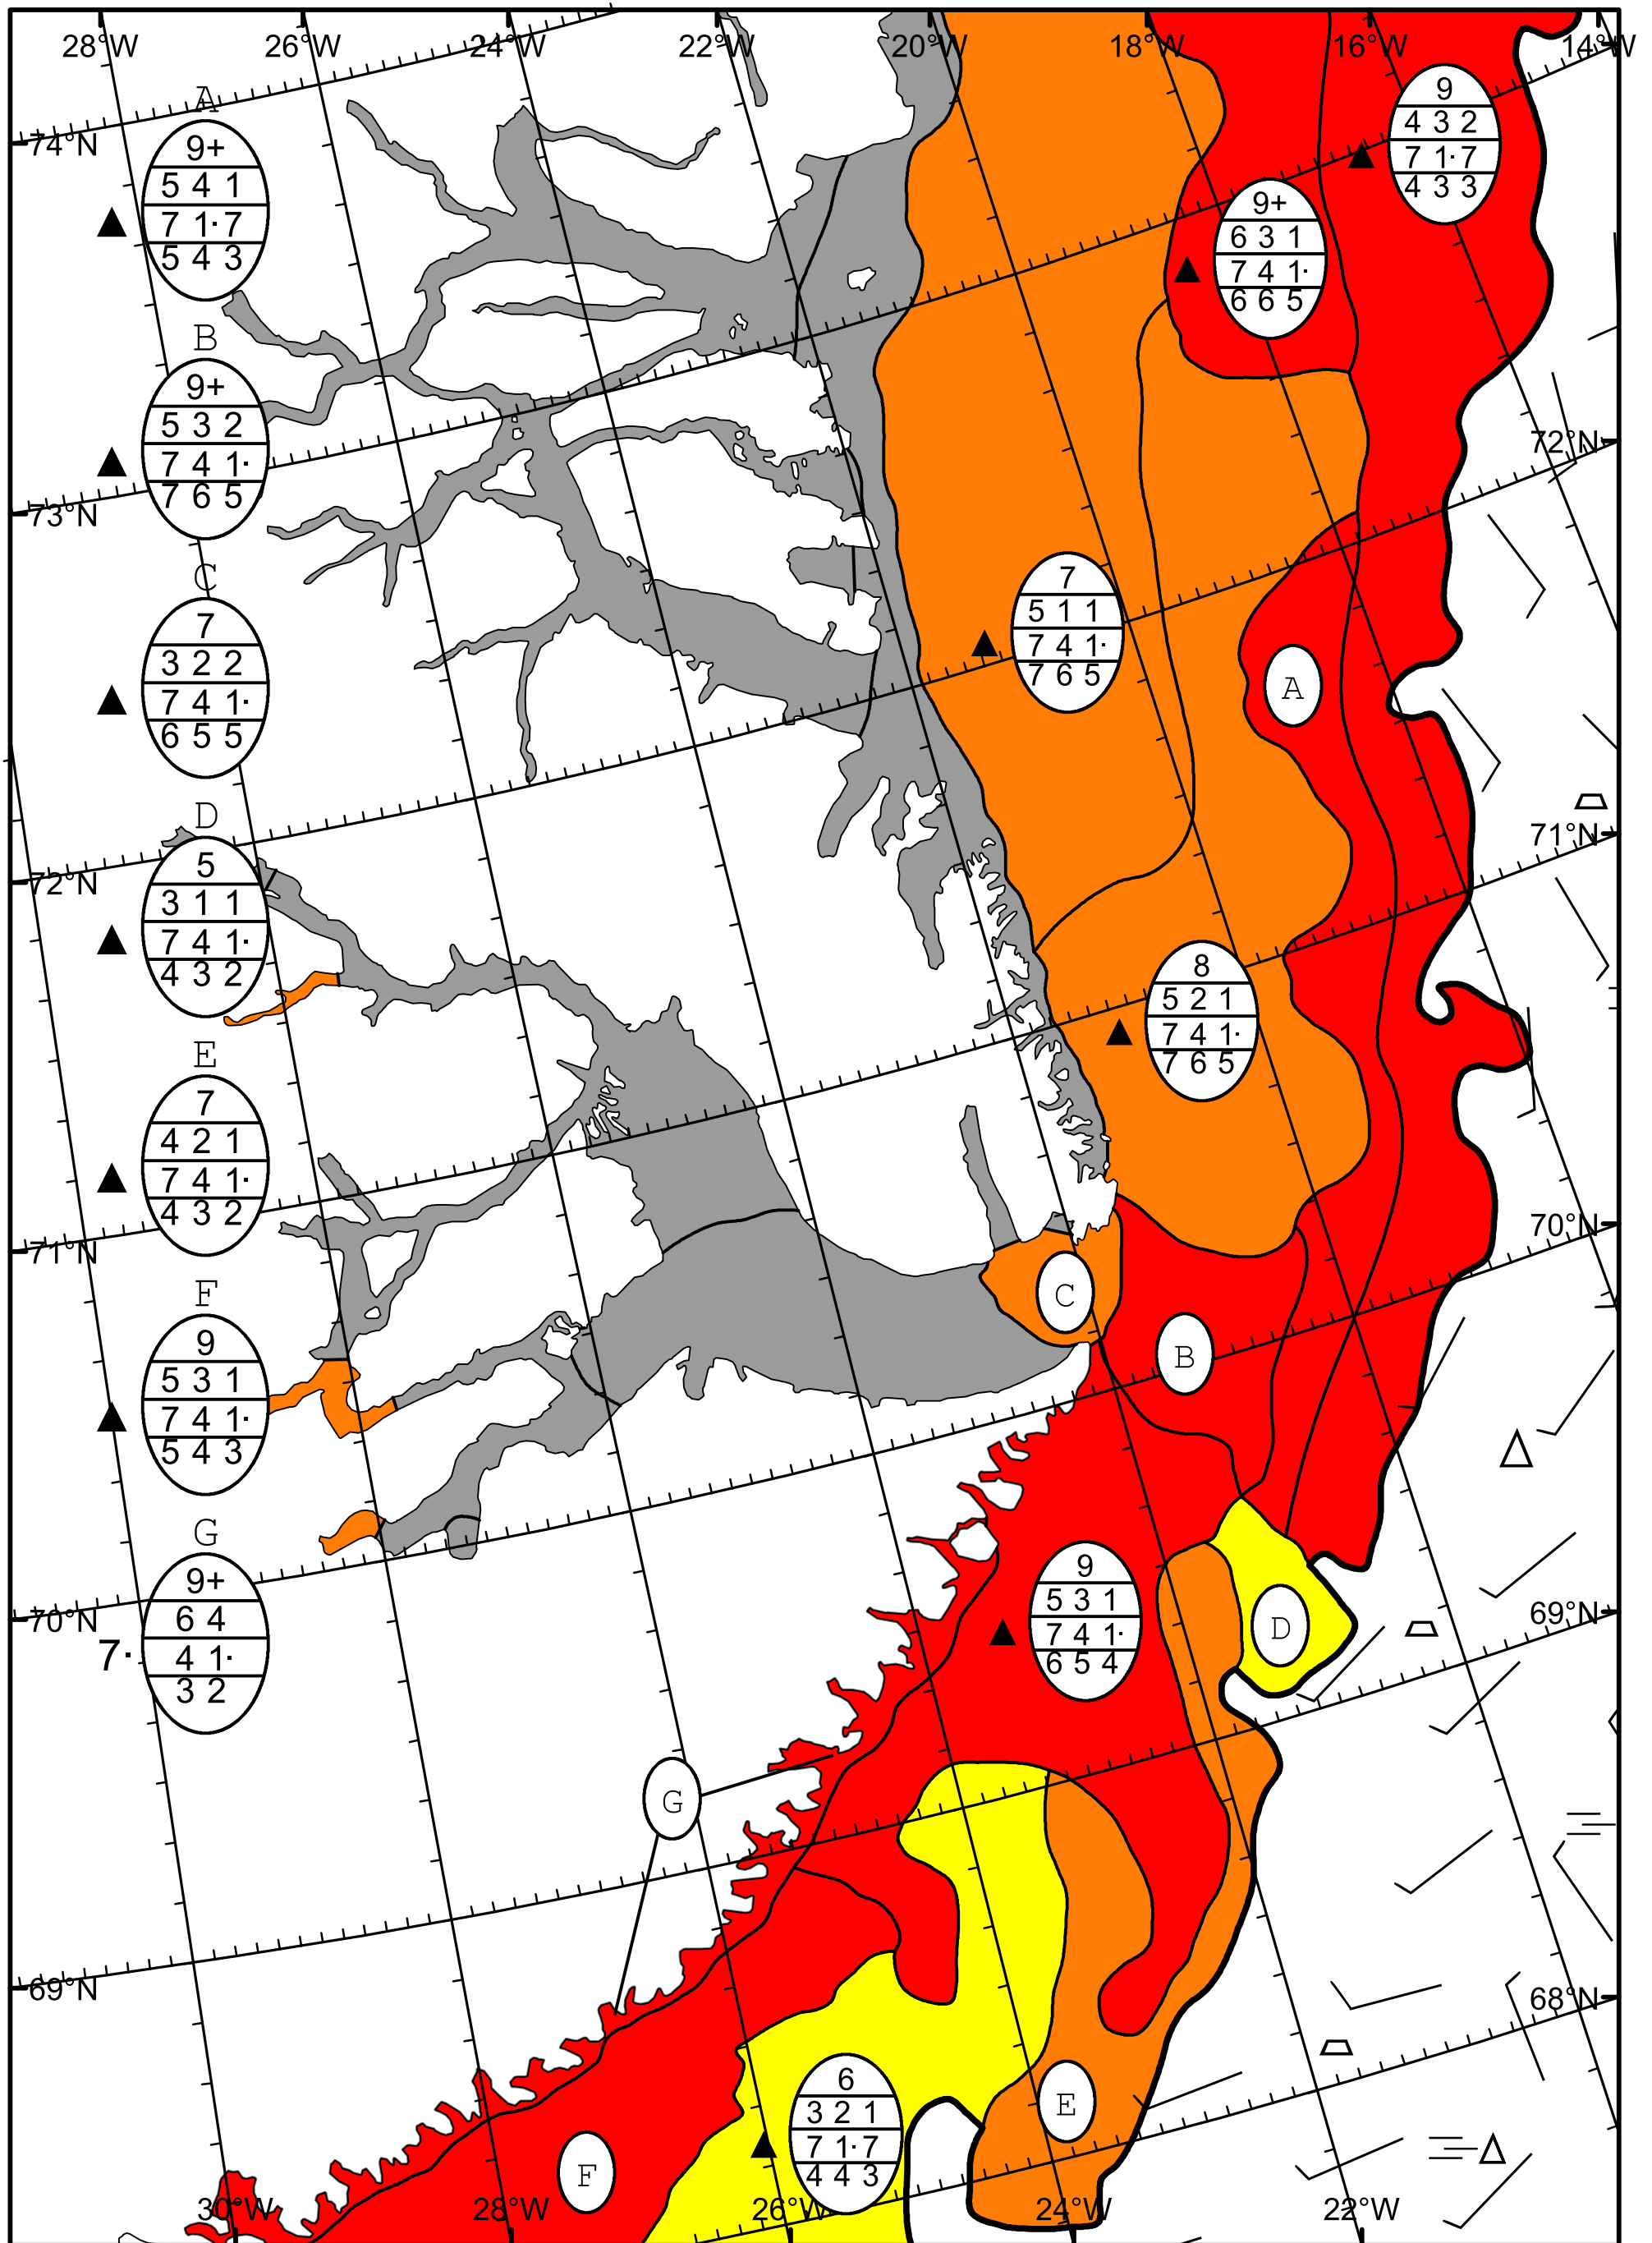 28°W 26°W 24°W 22°W 20°W 18°W 16°W 14°W
74°N
A
9+
5 4 1
7 1· 7
5 4 3
9
4 3 2
7 1· 7
4 3 3
9+
6 3 1
7 4 1·
6 6 5
B
9+
5 3 2
7 4 1·
7 6 5
72°N
73°N
C
7
3 2 2
7 4 1·
6 5 5
7
5 1 1
7 4 1·
7 6 5
A
D
5
3 1 1
7 4 1·
4 3 2
71°N
72°N
8
5 2 1
7 4 1·
7 6 5
E
7
4 2 1
7 4 1·
4 3 2
70°N
71°N
C
B
F
9
5 3 1
7 4 1·
5 4 3
G
9+
6 4
7· 4 1·
3 2
70°N
9
5 3 1
7 4 1·
6 5 4
D
69°N
G
69°N
68°N
6
3 2 1
7 1· 7
4 4 3
E
F
30°W 28°W 26°W 24°W 22°W